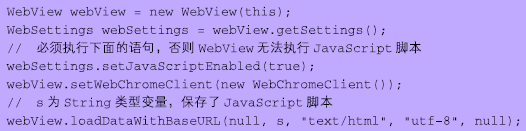 WebView webView = new WebView(this);
WebSettings webSettings = webView.getSettings();
// 必须执行下面的语句，否则 WebView 无法执行 JavaScript 脚本
webSettings.setJavaScriptEnabled(true);
webView.setWebChromeClient(new WebChromeClient());
// s 为 String 类型变量，保存了 JavaScript 脚本
webView.loadDataWithBaseURL(null, s, "text/html", "utf-8", null);